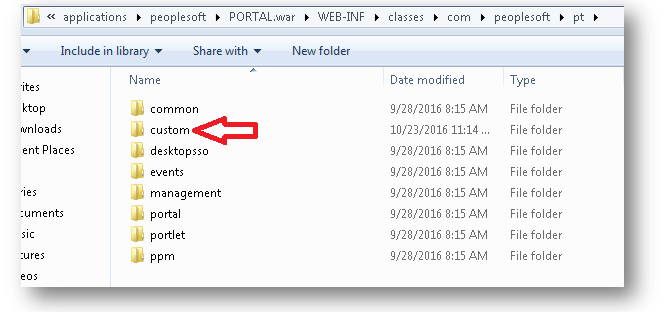 « applications ▸ peoplesoft ▸ PORTAL.war ▸ WEB-INF ▸ classes ▸ com ▸ peoplesoft ▸ pt ▸
Include in library Share with New folder
Name Date modified Type
rites
common 9/28/2016 8:15 AM File folder
ktop
custom 10/23/2016 11:14 ... File folder
wnloads
desktopsso 9/28/2016 8:15 AM File folder
ent Places
events 9/28/2016 8:15 AM File folder
management 9/28/2016 8:15 AM File folder
ries
portal 9/28/2016 8:15 AM File folder
cuments
portlet 9/28/2016 8:15 AM File folder
sic
ppm 9/28/2016 8:15 AM File folder
tures
eos